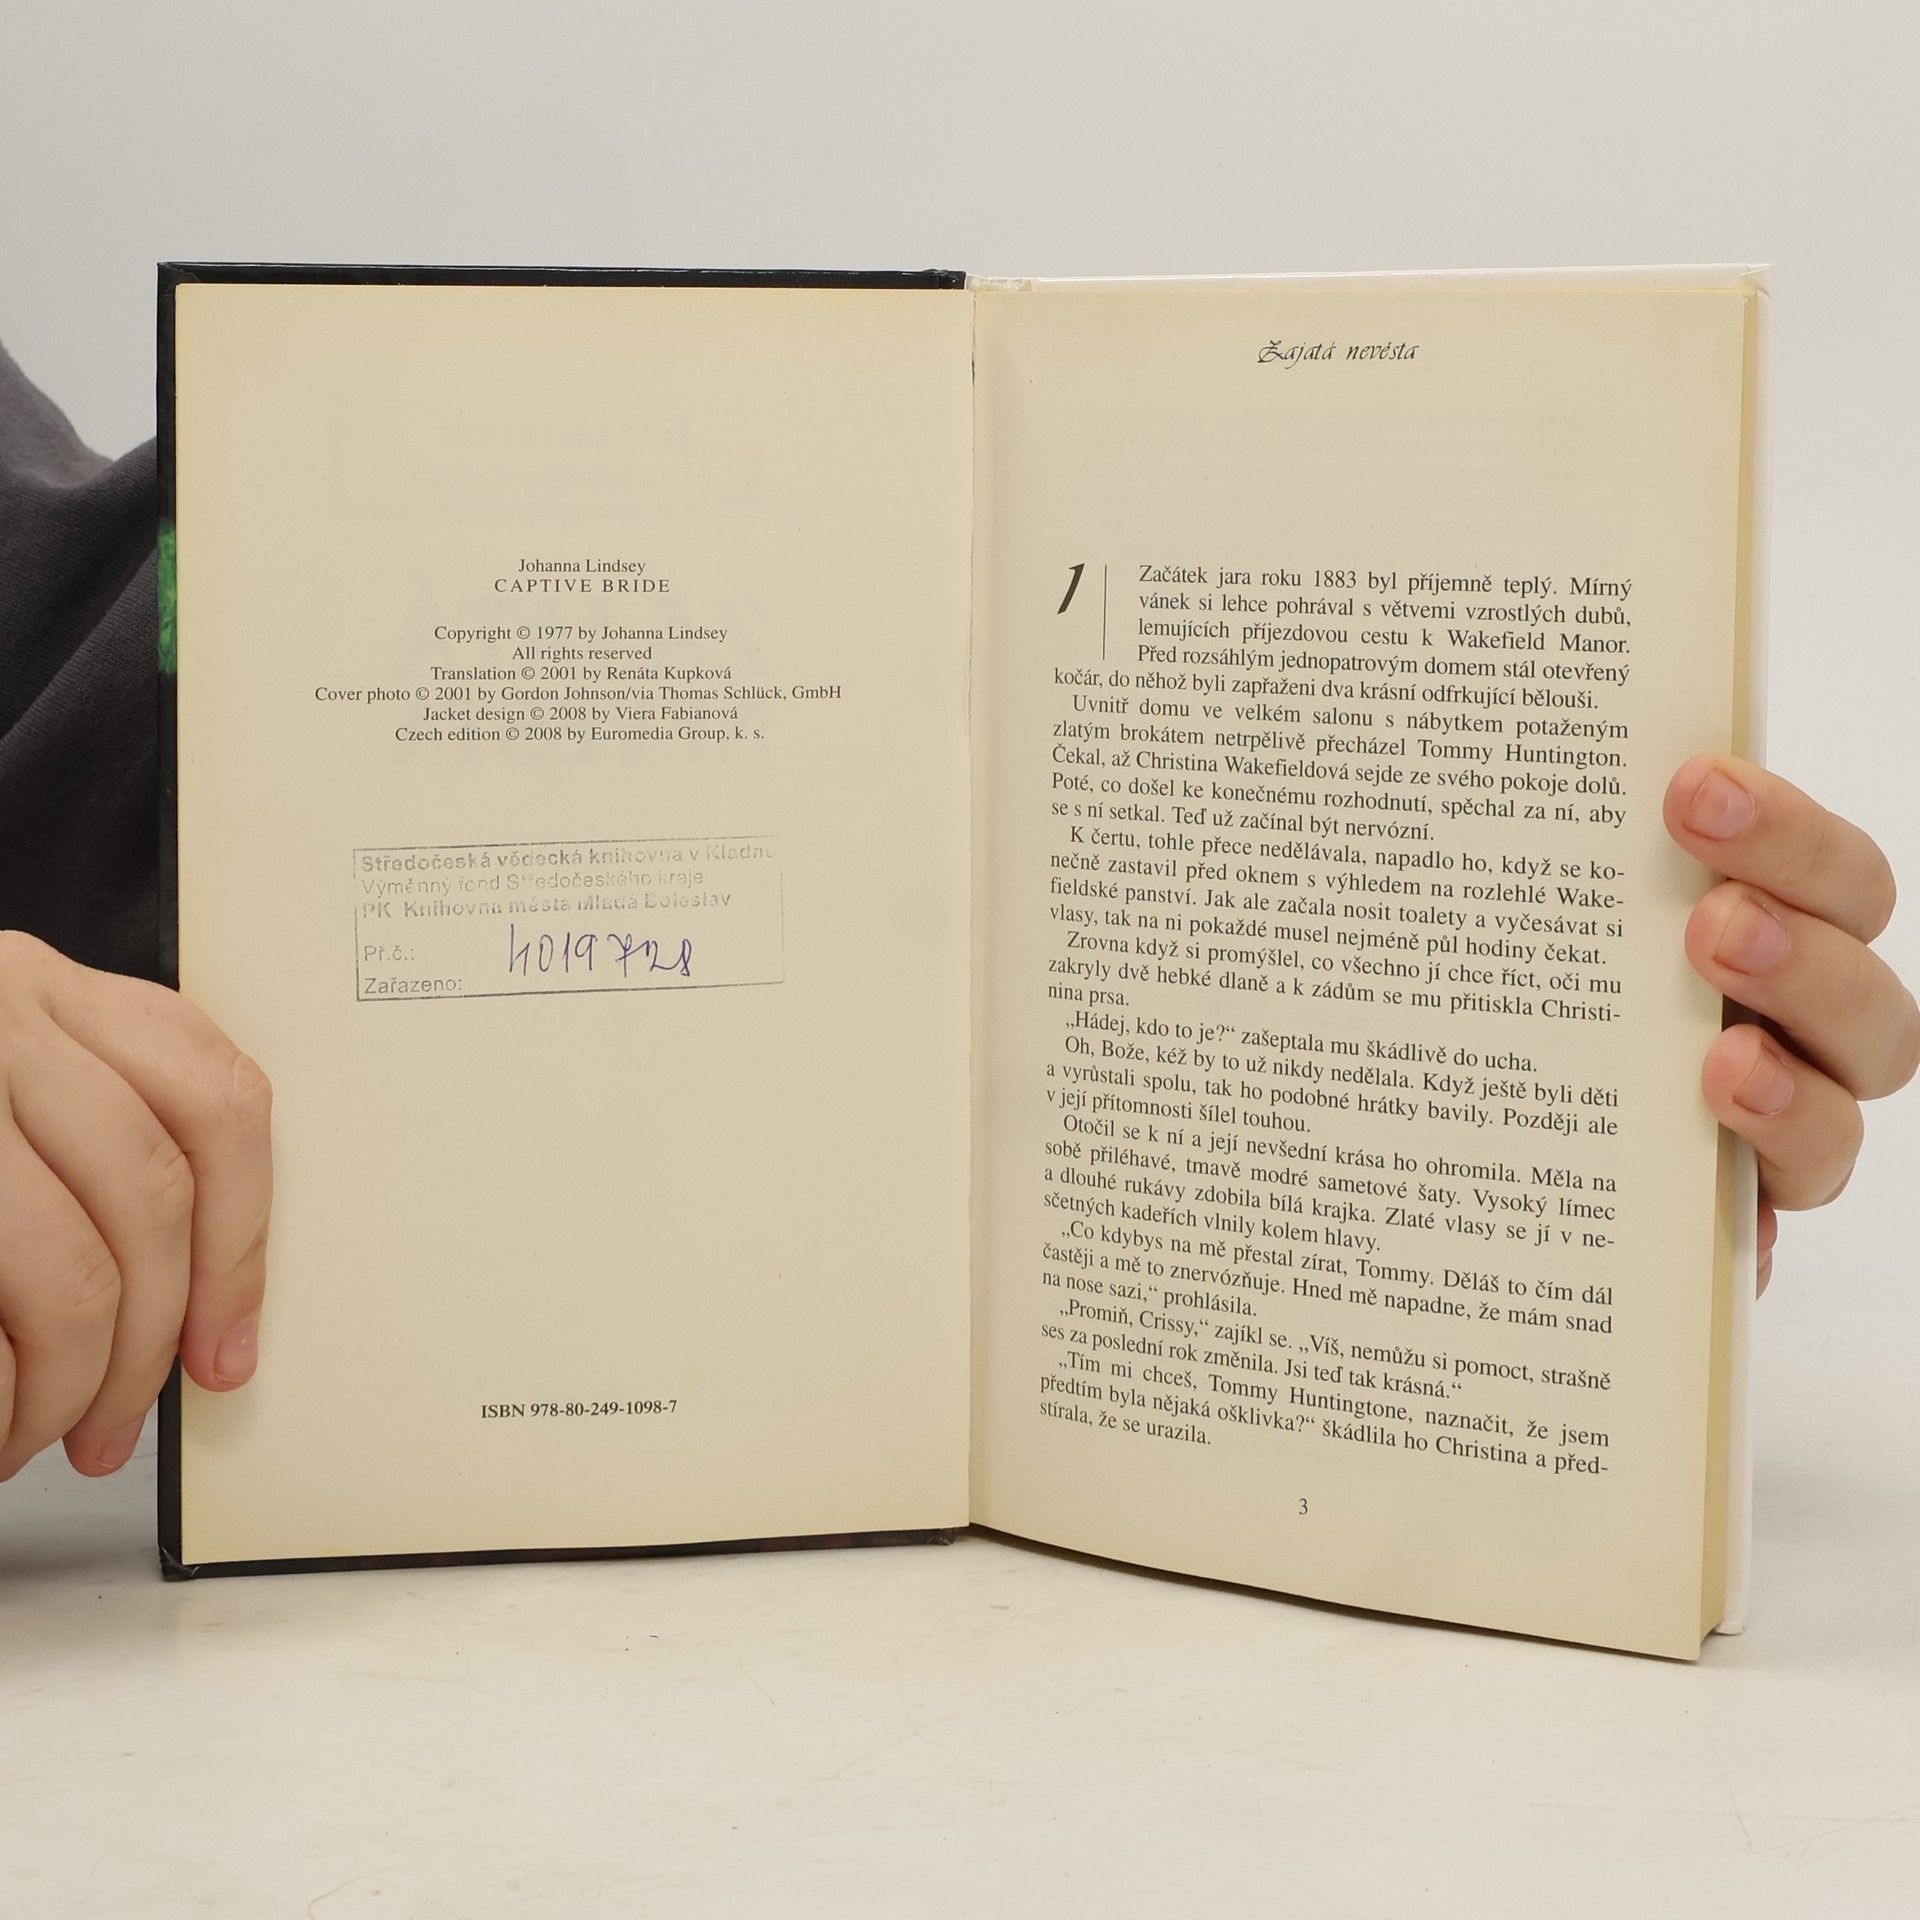 Johanna Lindsey
CAPTIVE BRIDE
Copyright © 1977 by Johanna Lindsey
All rights reserved
Translation © 2001 by Renáta Kupková
Cover photo © 2001 by Gordon Johnson/via Thomas Schlück, GmbH
Jacket design © 2008 by Viera Fabianová
Czech edition © 2008 by Euromedia Group, k. s.
Středočeská vědecká knihovna v Kladně
Výměnný fond Středočeského kraje
PK Knihovna města Mladá Boleslav
Př.č.: 4019728
Zařazeno:
ISBN 978-80-249-1098-7
Zajatá nevěsta
1
Začátek jara roku 1883 byl příjemně teplý. Mírný
vánek si lehce pohrával s větvemi vzrostlých dubů,
lemujících příjezdovou cestu k Wakefield Manor.
Před rozsáhlým jednopatrovým domem stál otevřený
kočár, do něhož byli zapřaženi dva krásní odfrkující bělouši.
Uvnitř domu ve velkém salonu s nábytkem potaženým
zlatým brokátem netrpělivě přecházel Tommy Huntington.
Čekal, až Christina Wakefieldová sejde ze svého pokoje dolů.
Poté, co došel ke konečnému rozhodnutí, spěchal za ní, aby
se s ní setkal. Teď už začínal být nervózní.
K čertu, tohle přece nedělávala, napadlo ho, když se ko-
nečně zastavil před oknem s výhledem na rozlehlé Wake-
fieldské panství. Jak ale začala nosit toalety a vyčesávat si
vlasy, tak na ni pokaždé musel nejméně půl hodiny čekat.
Zrovna když si promýšlel, co všechno jí chce říct, oči mu
zakryly dvě hebké dlaně a k zádům se mu přitiskla Christi-
nina prsa.
„Hádej, kdo to je?“ zašeptala mu škádlivě do ucha.
Oh, Bože, kéž by to už nikdy nedělala. Když ještě byli děti
a vyrůstali spolu, tak ho podobné hrátky bavily. Později ale
v její přítomnosti šílel touhou.
Otočil se k ní a její nevšední krása ho ohromila. Měla na
sobě přiléhavé, tmavě modré sametové šaty. Vysoký límec
a dlouhé rukávy zdobila bílá krajka. Zlaté vlasy se jí v ne-
sčetných kadeřích vlnily kolem hlavy.
„Co kdybys na mě přestal zírat, Tommy. Děláš to čím dál
častěji a mě to znervózňuje. Hned mě napadne, že mám snad
na nose sazi,“ prohlásila.
„Promiň, Crissy,“ zajíkl se. „Víš, nemůžu si pomoct, strašně
ses za poslední rok změnila. Jsi teď tak krásná.“
„Tím mi chceš, Tommy Huntingtone, naznačit, že jsem
předtím byla nějaká ošklivka?“ škádlila ho Christina a před-
stírala, že se urazila.
3